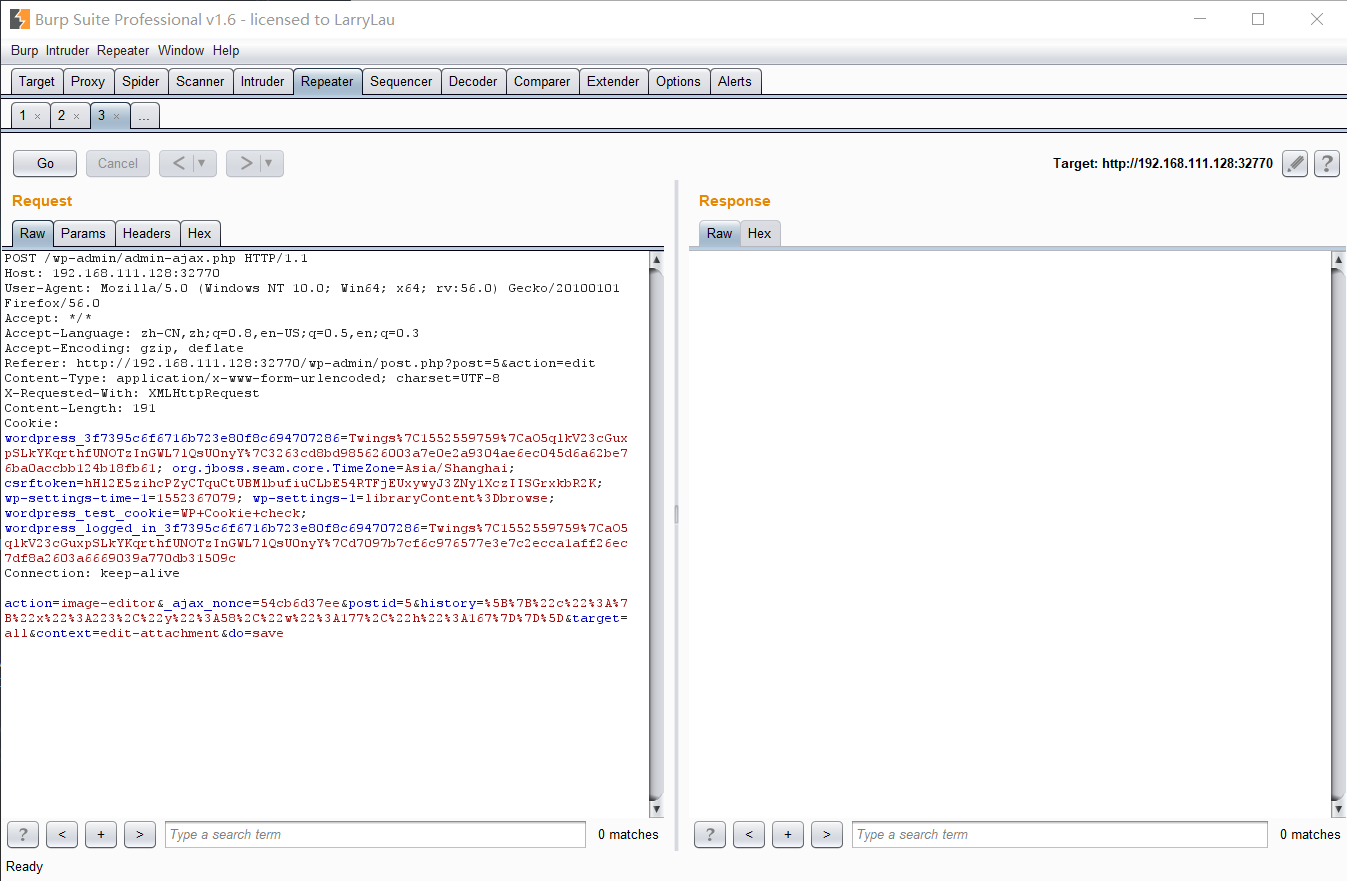 Burp Suite Professional v1.6 - licensed to LarryLau
Burp Intruder Repeater Window Help
Target Proxy Spider Scanner Intruder Repeater Sequencer Decoder Comparer Extender Options Alerts
1 × 2 × 3 × ...
Go Cancel < ▼ > ▼ Target: http://192.168.111.128:32770 ?
Request
Raw Params Headers Hex
POST /wp-admin/admin-ajax.php HTTP/1.1
Host: 192.168.111.128:32770
User-Agent: Mozilla/5.0 (Windows NT 10.0; Win64; x64; rv:56.0) Gecko/20100101
Firefox/56.0
Accept: */*
Accept-Language: zh-CN,zh;q=0.8,en-US;q=0.5,en;q=0.3
Accept-Encoding: gzip, deflate
Referer: http://192.168.111.128:32770/wp-admin/post.php?post=5&action=edit
Content-Type: application/x-www-form-urlencoded; charset=UTF-8
X-Requested-With: XMLHttpRequest
Content-Length: 191
Cookie:
wordpress_3f7395c6f6716b723e80f8c694707286=Twings%7C1552559759%7CaO5qlkV23cGux
pSLkYKqrthfUNOTzInGWL7lQsU0nyY%7C3263cd8bd985626003a7e0e2a9304ae6ec045d6a62be7
6ba0accbb124b18fb61; org.jboss.seam.core.TimeZone=Asia/Shanghai;
csrftoken=hHl2E5zihcPZyCTquCtUBMlbufiuCLbE54RTFjEUxywyJ3ZNy1XczIISGrxkbR2K;
wp-settings-time-1=1552367079; wp-settings-1=libraryContent%3Dbrowse;
wordpress_test_cookie=WP+Cookie+check;
wordpress_logged_in_3f7395c6f6716b723e80f8c694707286=Twings%7C1552559759%7CaO5
qlkV23cGuxpSLkYKqrthfUNOTzInGWL7lQsU0nyY%7Cd7097b7cf6c976577e3e7c2ecca1aff26ec
7df8a2603a6669039a770db31509c
Connection: keep-alive
action=image-editor&_ajax_nonce=54cb6d37ee&postid=5&history=%5B%7B%22c%22%3A%7
B%22x%22%3A223%2C%22y%22%3A58%2C%22w%22%3A177%2C%22h%22%3A167%7D%7D%5D&target=
all&context=edit-attachment&do=save
? < + > Type a search term 0 matches
Response
Raw Hex
? < + > Type a search term 0 matches
Ready